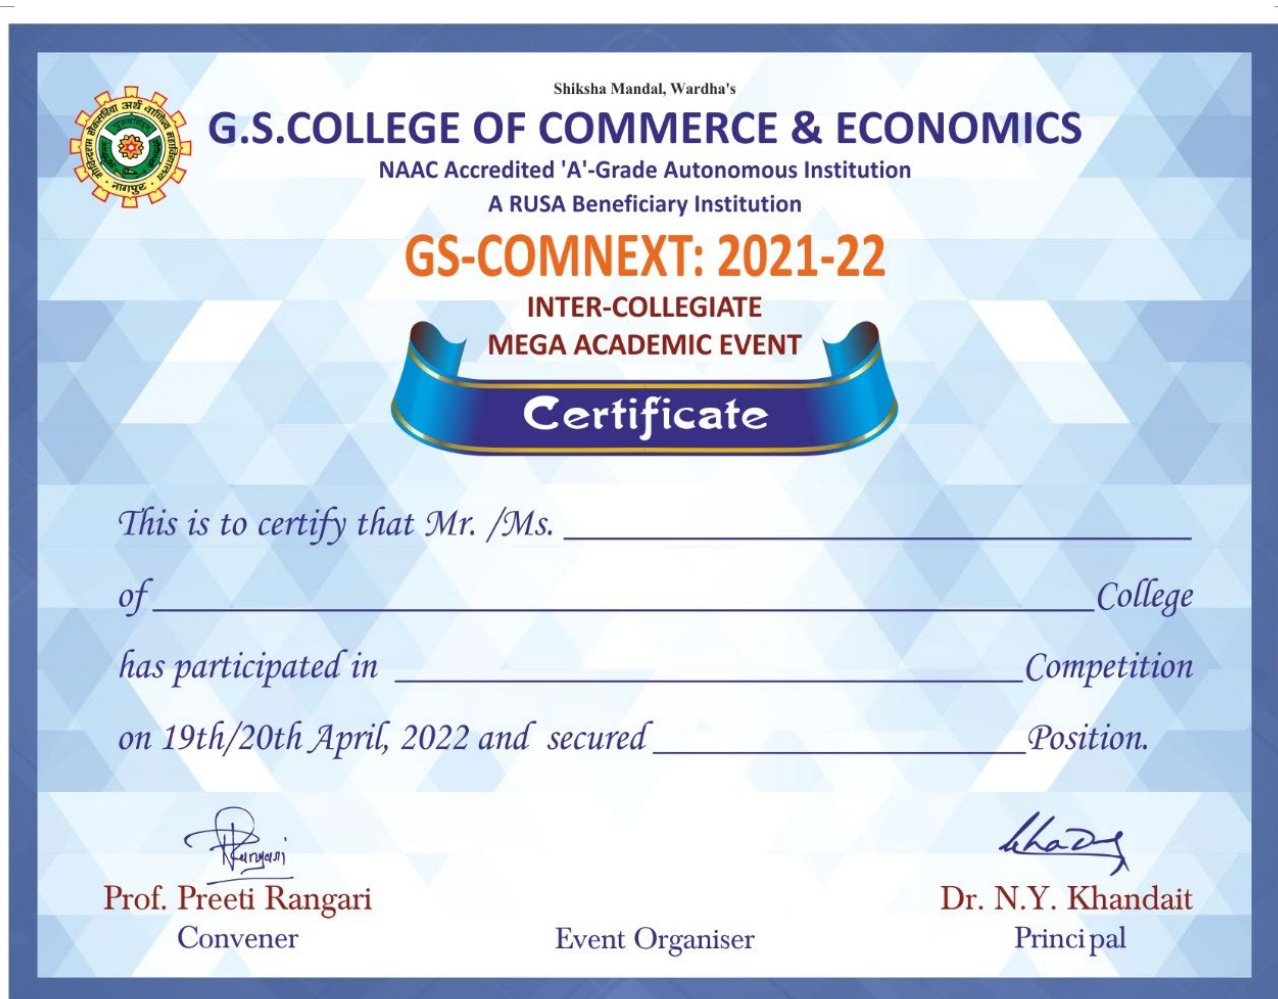 Shiksha Mandal, Wardha's
G.S.COLLEGE OF COMMERCE & ECONOMICS
NAAC Accredited 'A'-Grade Autonomous Institution
A RUSA Beneficiary Institution
GS-COMNEXT: 2021-22
INTER-COLLEGIATE
MEGA ACADEMIC EVENT
Certificate
This is to certify that Mr. /Ms.
of College
has participated in Competition
on 19th/20th April, 2022 and secured Position.
Prof. Preeti Rangari Dr. N.Y. Khandait
Convener Event Organiser Principal
नागपुर